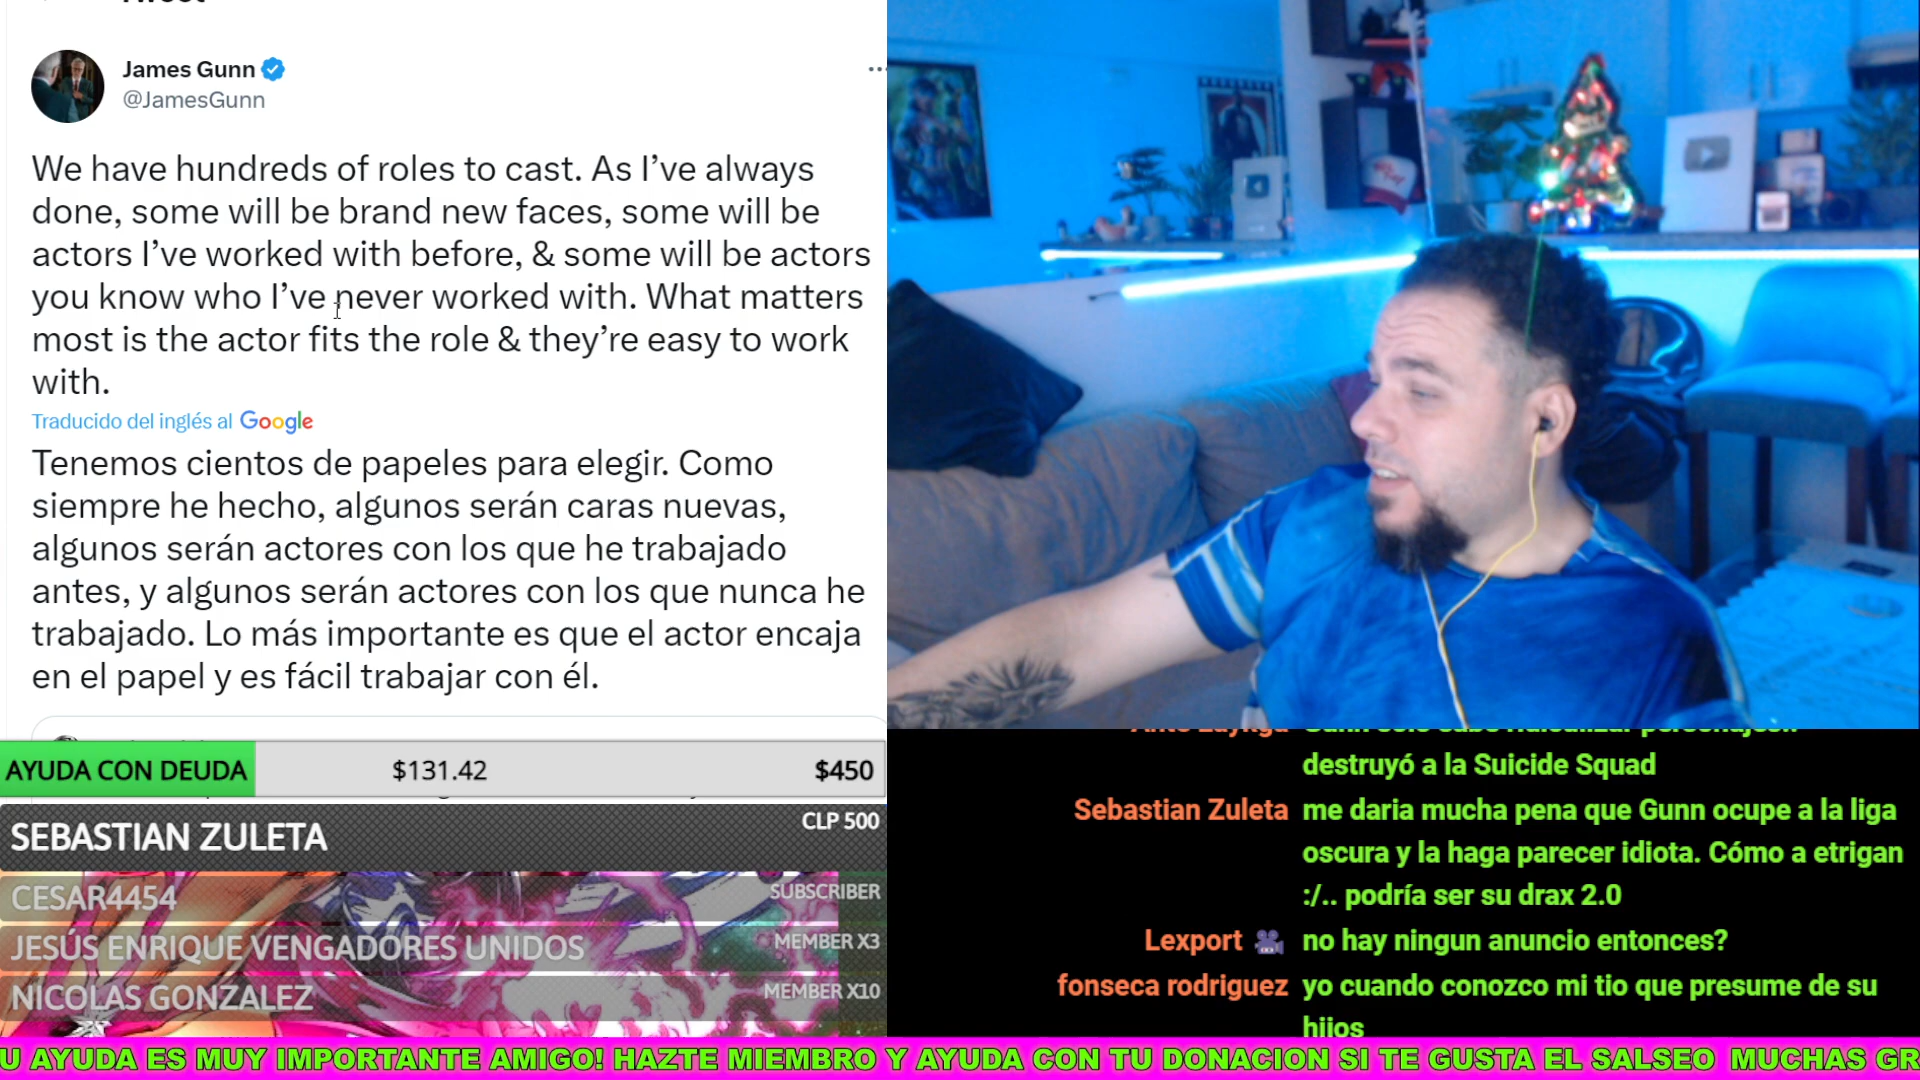 Tweet
James Gunn
@JamesGunn
We have hundreds of roles to cast. As I’ve always
done, some will be brand new faces, some will be
actors I’ve worked with before, & some will be actors
you know who I’ve never worked with. What matters
most is the actor fits the role & they’re easy to work
with.
Traducido del inglés al Google
Tenemos cientos de papeles para elegir. Como
siempre he hecho, algunos serán caras nuevas,
algunos serán actores con los que he trabajado
antes, y algunos serán actores con los que nunca he
trabajado. Lo más importante es que el actor encaja
en el papel y es fácil trabajar con él.
AYUDA CON DEUDA $131.42 $450
SEBASTIAN ZULETA CLP 500
CESAR4454 SUBSCRIBER
JESÚS ENRIQUE VENGADORES UNIDOS MEMBER X3
NICOLAS GONZALEZ MEMBER X10
destruyó a la Suicide Squad
Sebastian Zuleta me daria mucha pena que Gunn ocupe a la liga
oscura y la haga parecer idiota. Cómo a etrigan
:/.. podría ser su drax 2.0
Lexport no hay ningun anuncio entonces?
fonseca rodriguez yo cuando conozco mi tio que presume de su
hijos
U AYUDA ES MUY IMPORTANTE AMIGO! HAZTE MIEMBRO Y AYUDA CON TU DONACION SI TE GUSTA EL SALSEO MUCHAS GR